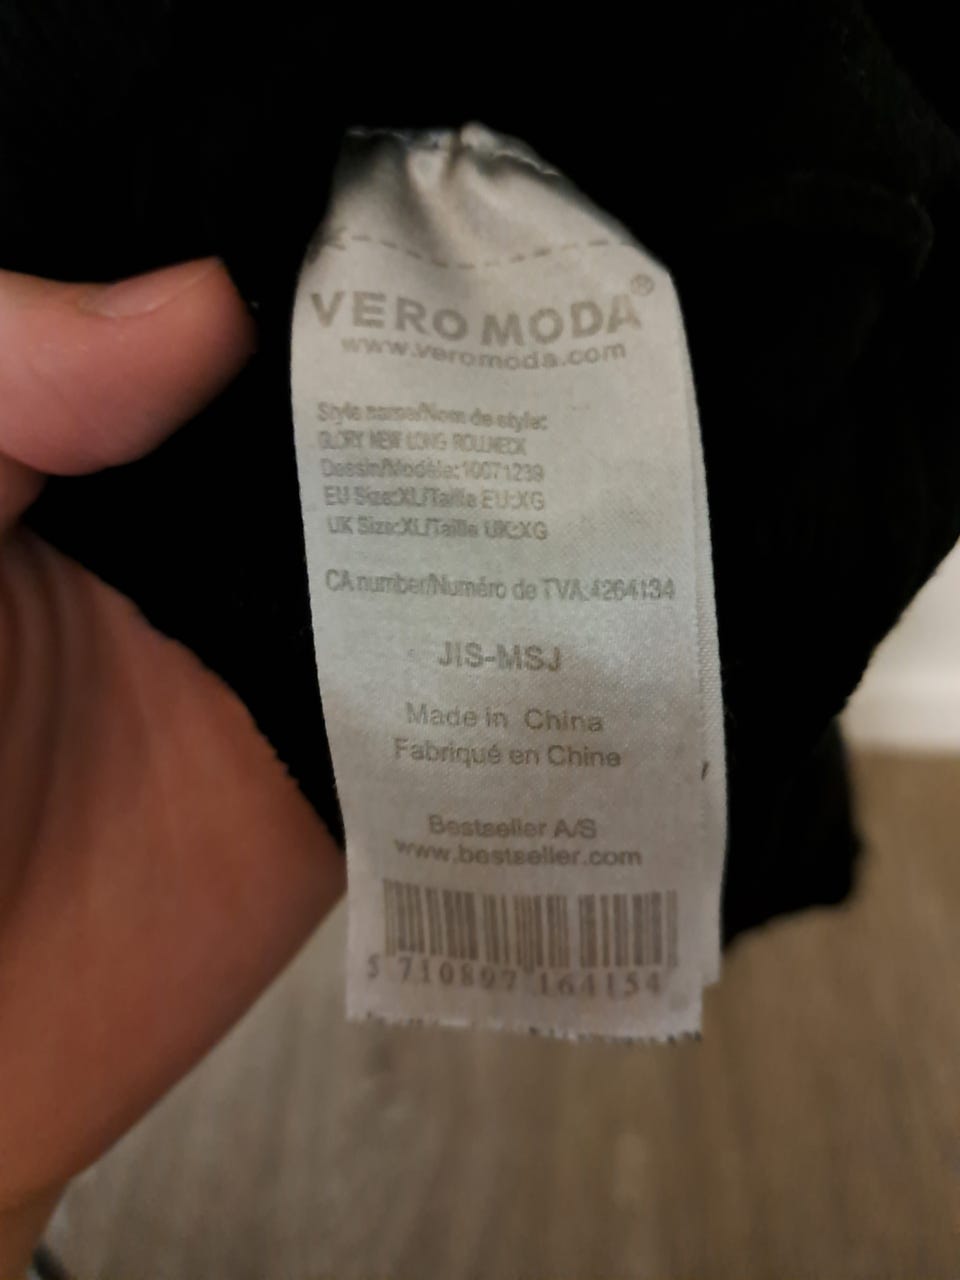 VERO MODA®
www.veromoda.com
Style name/Nom de style:
GLORY NEW LONG ROLLNECK
Dessin/Modèle:10071239
EU Size:XL/Taille EU:XG
UK Size:XL/Taille UK:XG
CA number/Numéro de TVA:4264134
JIS-MSJ
Made in China
Fabriqué en Chine
Bestseller A/S
www.bestseller.com
5 710897 164154